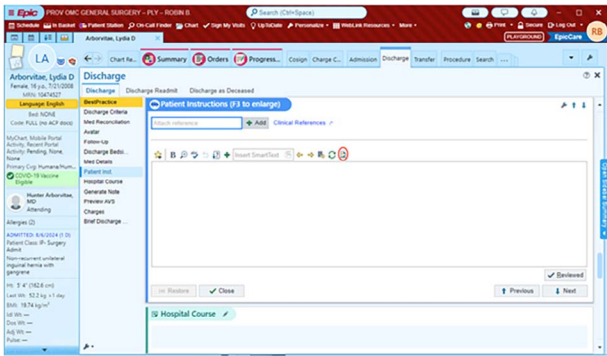 Epic PROV OMC GENERAL SURGERY - PLY - ROBIN B.
Search (Ctrl+Space)
Schedule In Basket Patient Station On-Call Finder Chart Sign My Visits UpToDate Personalize WebLink Resources More
Print Secure Log Out
RB
Arborvitae, Lydia D
PLAYGROUND EpicCare
LA
Chart Re... Summary Orders Progress... Cosign Charge C... Admission Discharge Transfer Procedure Search ...
Arborvitae, Lydia D
Female, 16 y.o., 7/21/2008
MRN: 10474527
Language: English
Bed: NONE
Code: FULL (no ACP docs)
MyChart, Mobile Portal
Activity, Recent Portal
Activity: Pending, None,
None
Primary Cvg: Humana/Hum...
COVID-19 Vaccine
Eligible
Hunter Arborvitae,
MD
Attending
Allergies (2)
ADMITTED: 8/6/2024 (1 D)
Patient Class: IP- Surgery
Admit
Non-recurrent unilateral
inguinal hernia with
gangrene
Ht: 5' 4" (162.6 cm)
Last Wt: 52.2 kg >1 day
BMI: 19.74 kg/m²
Idl Wt: —
Dos Wt: —
Adj Wt: —
Pulse: —
Discharge
Discharge Discharge Readmit Discharge as Deceased
BestPractice
Discharge Criteria
Med Reconciliation
Avatar
Follow-Up
Discharge Bedsi...
Med Details
Patient Inst.
Hospital Course
Generate Note
Preview AVS
Charges
Brief Discharge ...
Patient Instructions (F3 to enlarge)
Attach reference Add Clinical References
B Insert SmartText
Reviewed
Restore Close Previous Next
Hospital Course